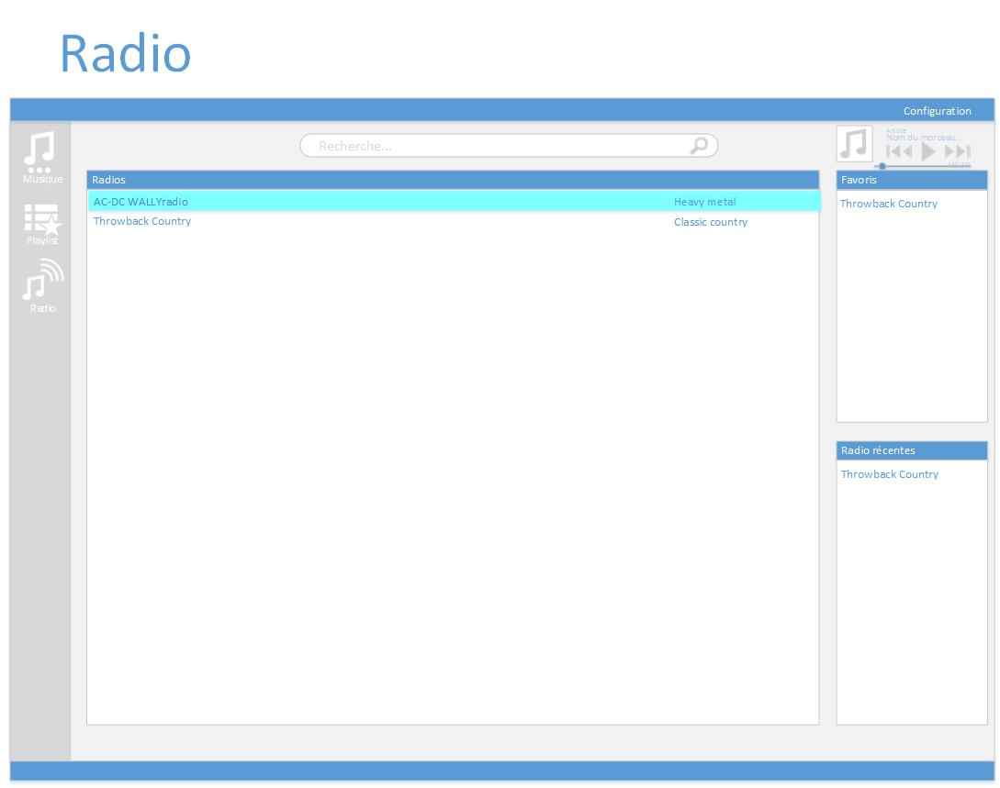 Radio
Configuration
Musique
Playlist
Radio
Recherche...
Artiste
Nom du morceau...
Radios
AC-DC WALLYradio Heavy metal
Throwback Country Classic country
Favoris
Throwback Country
Radio récentes
Throwback Country